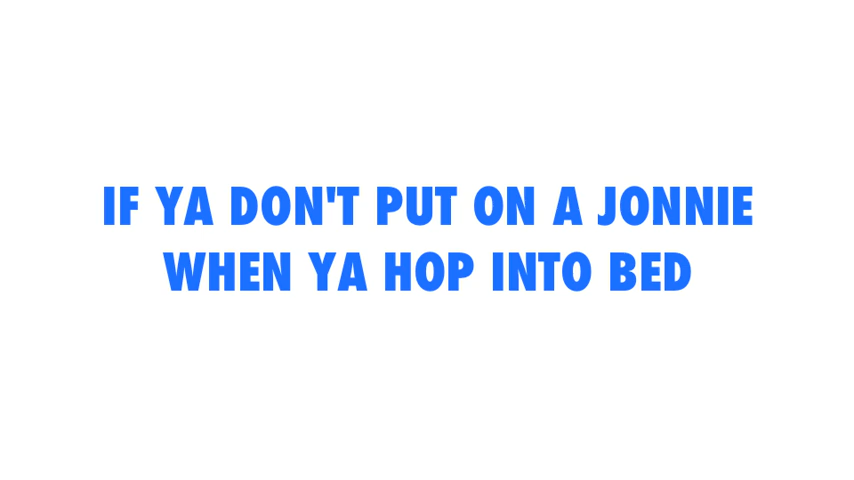 IF YA DON'T PUT ON A JONNIE
WHEN YA HOP INTO BED